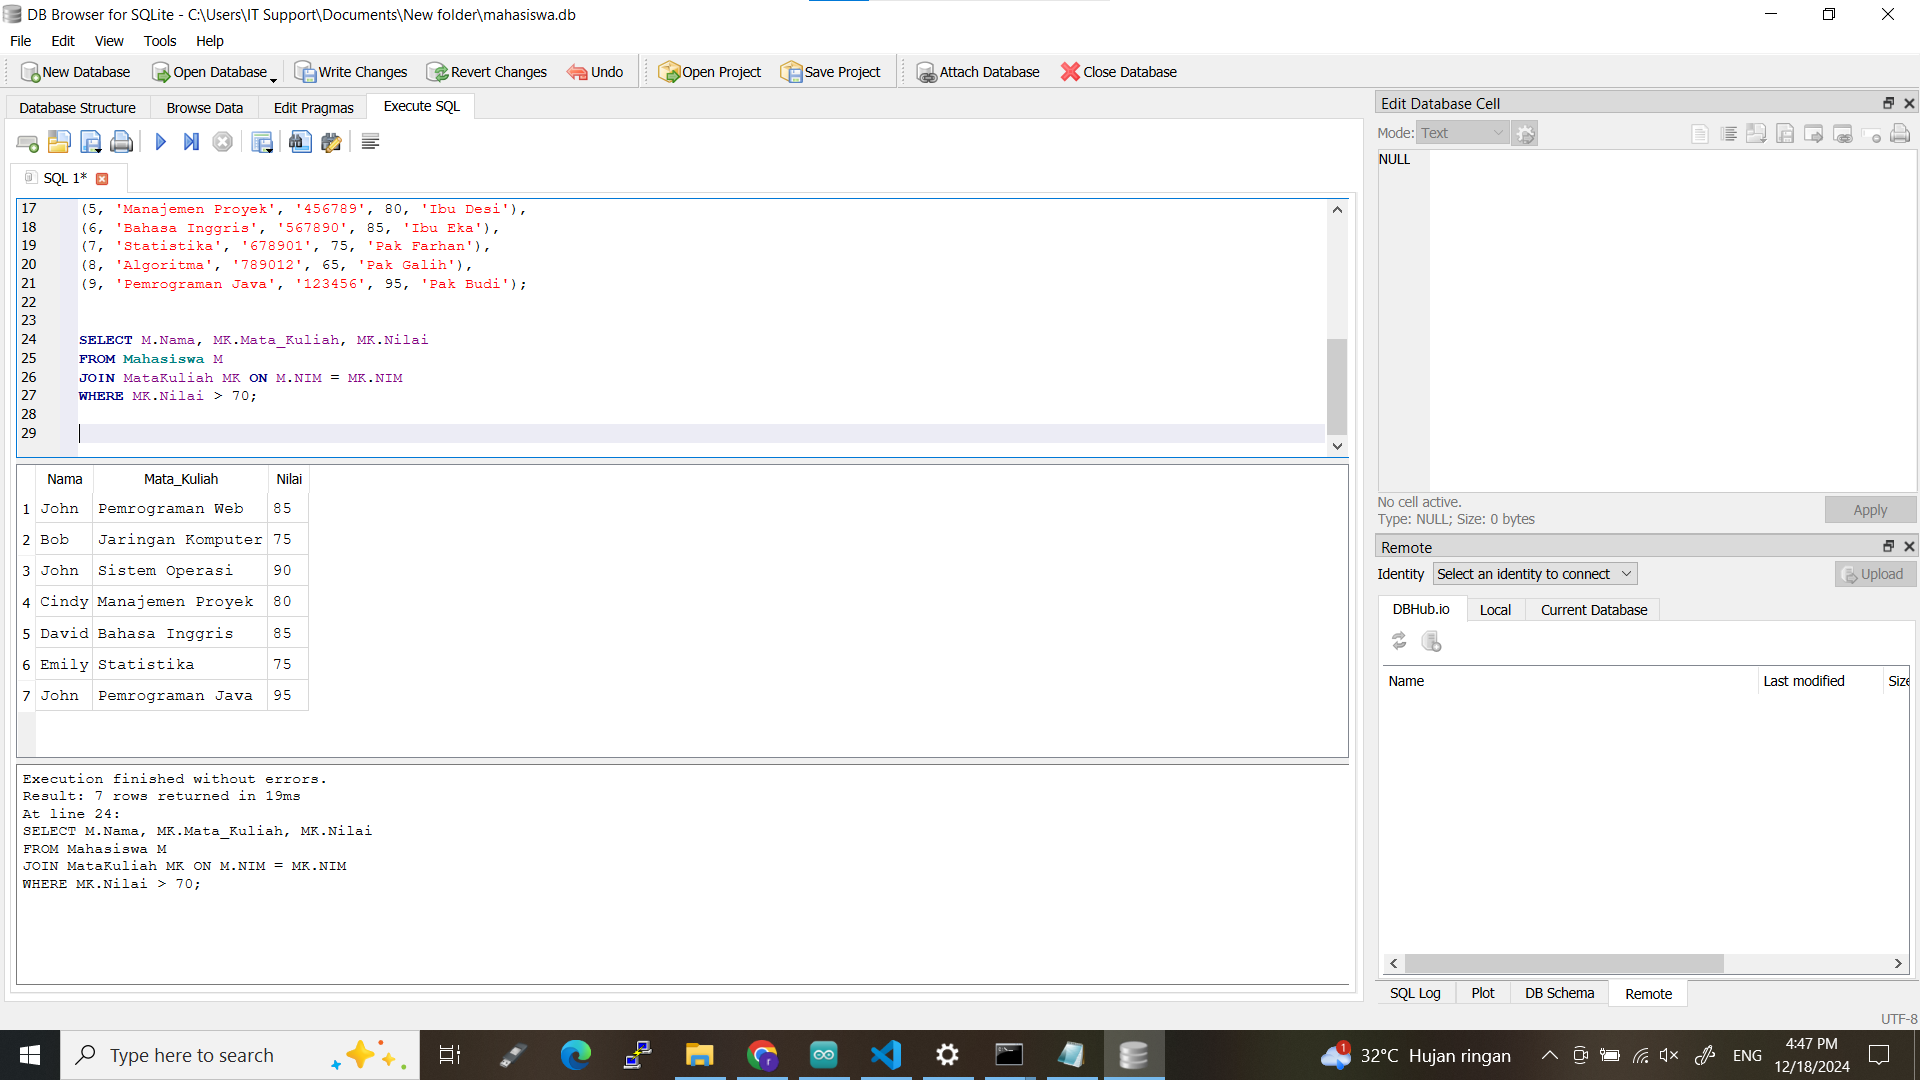 DB Browser for SQLite - C:\Users\IT Support\Documents\New folder\mahasiswa.db
File Edit View Tools Help
New Database Open Database Write Changes Revert Changes Undo Open Project Save Project Attach Database Close Database
Database Structure Browse Data Edit Pragmas Execute SQL
SQL 1*
17 (5, 'Manajemen Proyek', '456789', 80, 'Ibu Desi'),
18 (6, 'Bahasa Inggris', '567890', 85, 'Ibu Eka'),
19 (7, 'Statistika', '678901', 75, 'Pak Farhan'),
20 (8, 'Algoritma', '789012', 65, 'Pak Galih'),
21 (9, 'Pemrograman Java', '123456', 95, 'Pak Budi');
22
23
24 SELECT M.Nama, MK.Mata_Kuliah, MK.Nilai
25 FROM Mahasiswa M
26 JOIN MataKuliah MK ON M.NIM = MK.NIM
27 WHERE MK.Nilai > 70;
28
29
Nama Mata_Kuliah Nilai
1 John Pemrograman Web 85
2 Bob Jaringan Komputer 75
3 John Sistem Operasi 90
4 Cindy Manajemen Proyek 80
5 David Bahasa Inggris 85
6 Emily Statistika 75
7 John Pemrograman Java 95
Execution finished without errors.
Result: 7 rows returned in 19ms
At line 24:
SELECT M.Nama, MK.Mata_Kuliah, MK.Nilai
FROM Mahasiswa M
JOIN MataKuliah MK ON M.NIM = MK.NIM
WHERE MK.Nilai > 70;
Edit Database Cell
Mode: Text
NULL
No cell active.
Type: NULL; Size: 0 bytes
Apply
Remote
Identity Select an identity to connect Upload
DBHub.io Local Current Database
Name Last modified Size
SQL Log Plot DB Schema Remote
UTF-8
Type here to search
1 32°C Hujan ringan ENG
4:47 PM
12/18/2024